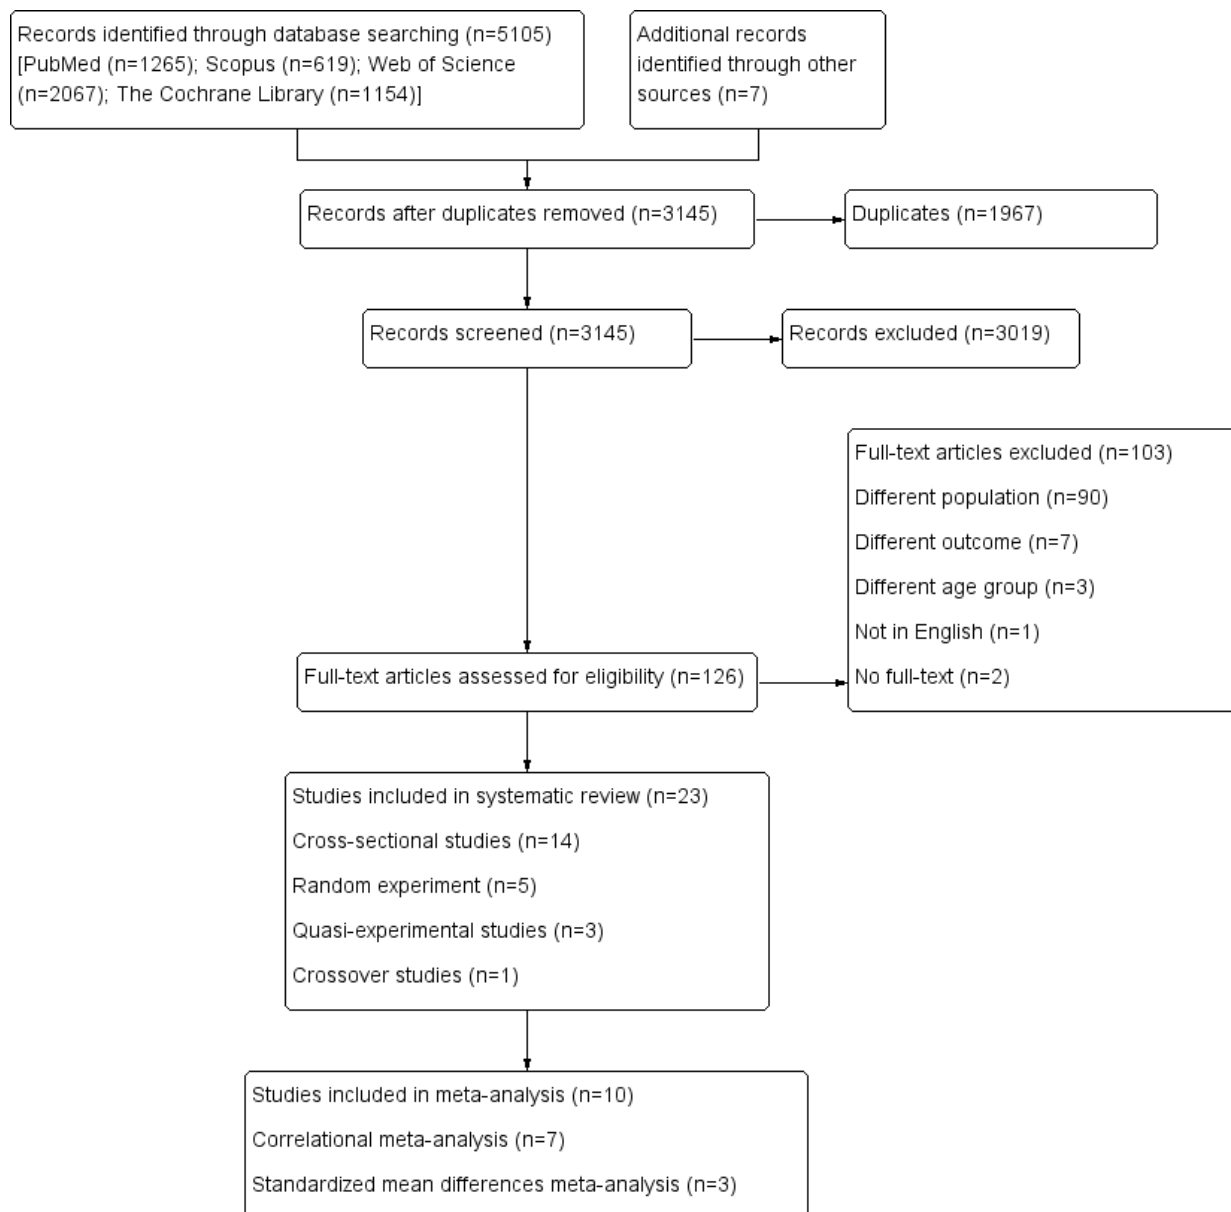 Records identified through database searching (n=5105)
[PubMed (n=1265); Scopus (n=619); Web of Science
(n=2067); The Cochrane Library (n=1154)]
Additional records
identified through other
sources (n=7)
Records after duplicates removed (n=3145)
Duplicates (n=1967)
Records screened (n=3145)
Records excluded (n=3019)
Full-text articles excluded (n=103)
Different population (n=90)
Different outcome (n=7)
Different age group (n=3)
Not in English (n=1)
No full-text (n=2)
Full-text articles assessed for eligibility (n=126)
Studies included in systematic review (n=23)
Cross-sectional studies (n=14)
Random experiment (n=5)
Quasi-experimental studies (n=3)
Crossover studies (n=1)
Studies included in meta-analysis (n=10)
Correlational meta-analysis (n=7)
Standardized mean differences meta-analysis (n=3)